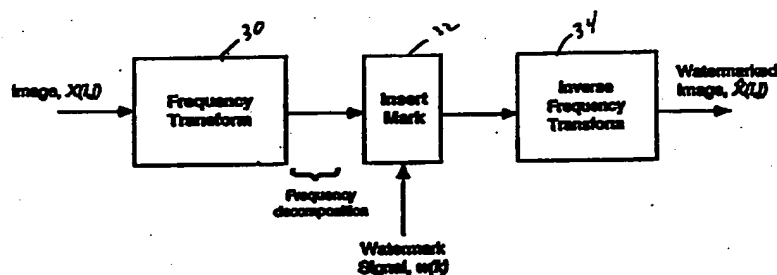 30
32
34
Image, X(i,j)
Frequency
Transform
Insert
Mark
Inverse
Frequency
Transform
Watermarked
Image, X̂(i,j)
Frequency
decomposition
Watermark
Signal, w(k)